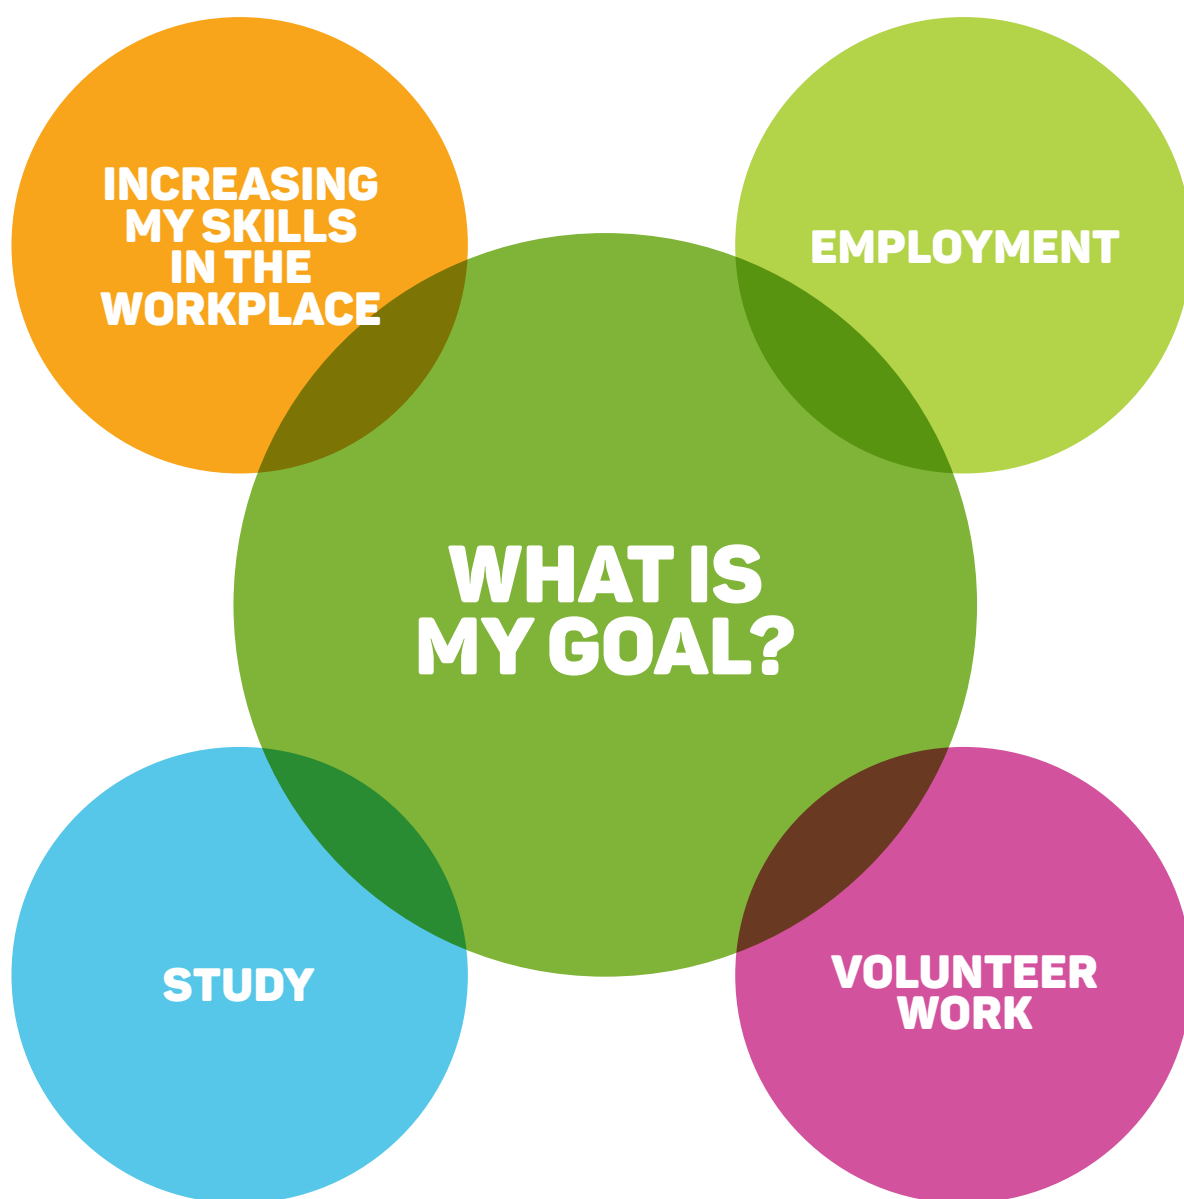 INCREASING
MY SKILLS
IN THE
WORKPLACE
EMPLOYMENT
WHAT IS
MY GOAL?
STUDY
VOLUNTEER
WORK